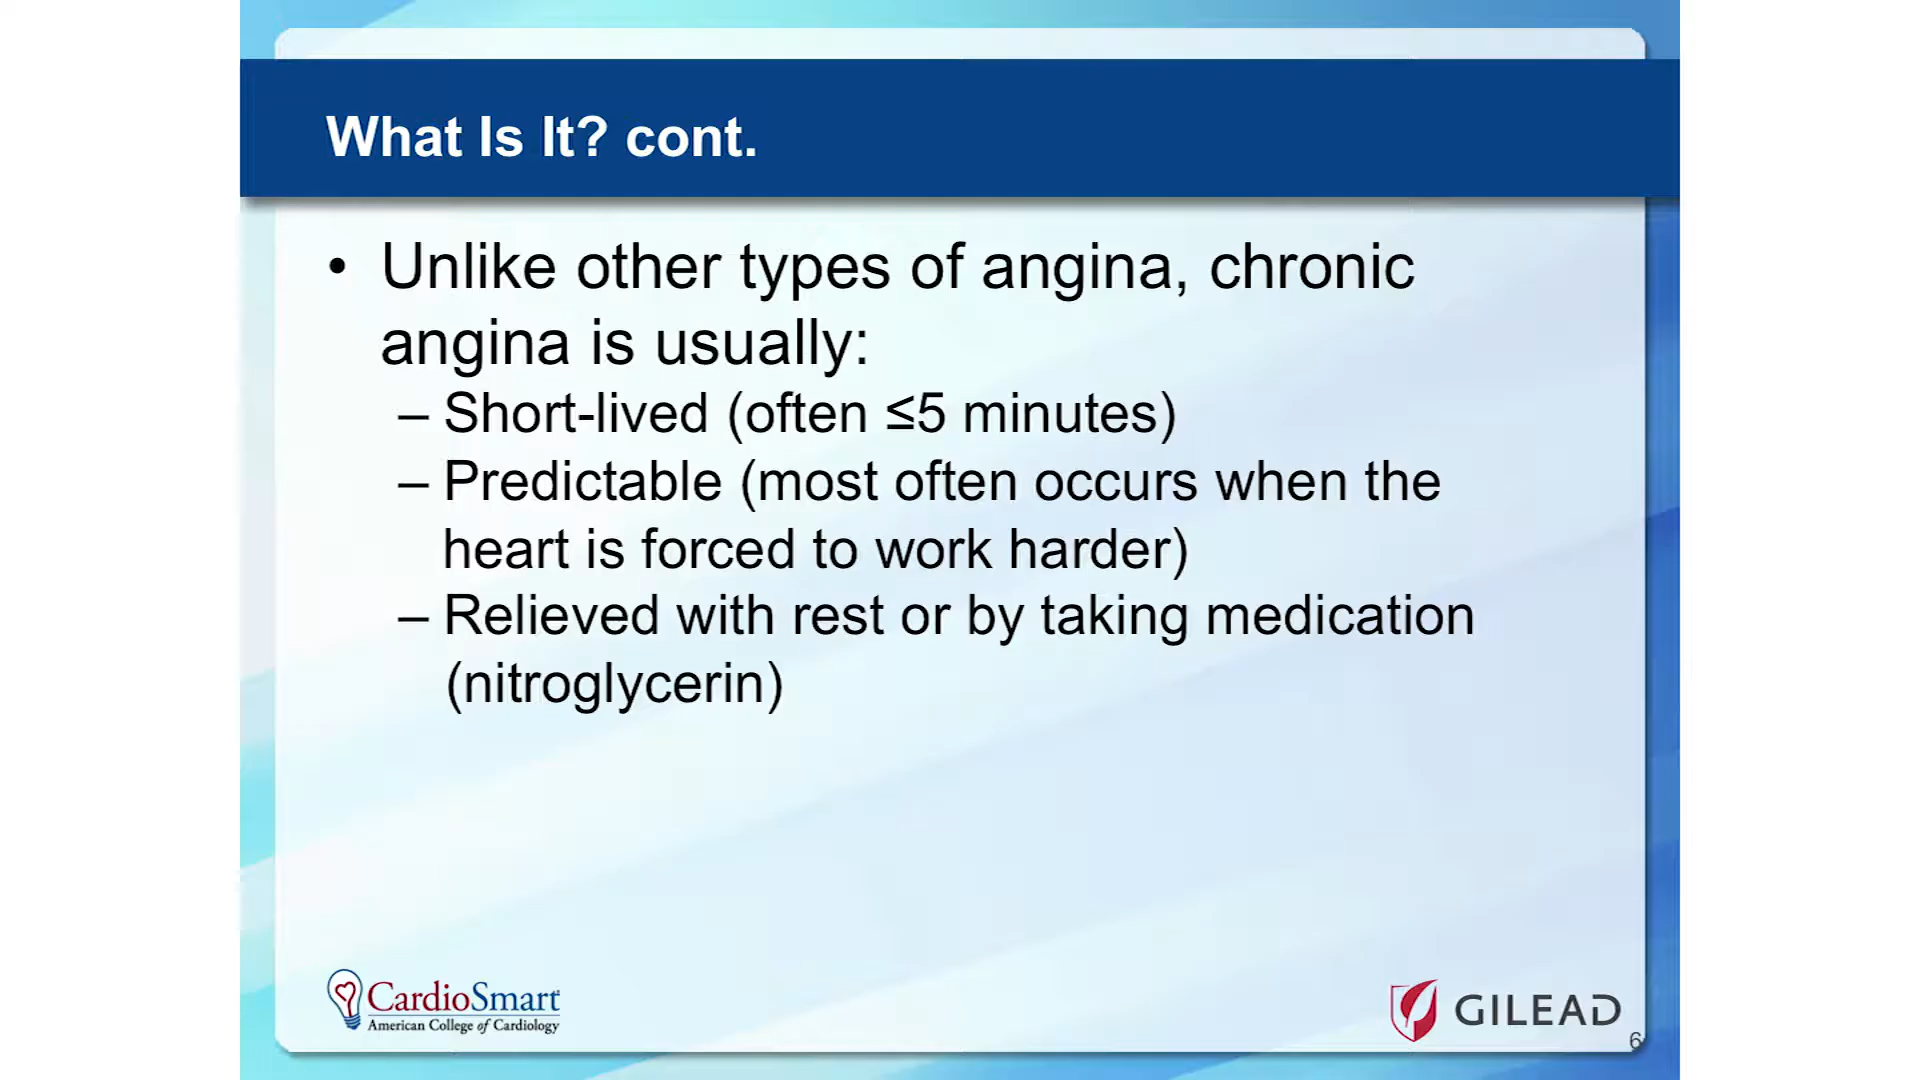 What Is It? cont.
• Unlike other types of angina, chronic
angina is usually:
– Short-lived (often ≤5 minutes)
– Predictable (most often occurs when the
heart is forced to work harder)
– Relieved with rest or by taking medication
(nitroglycerin)
CardioSmart
American College of Cardiology
GILEAD
6